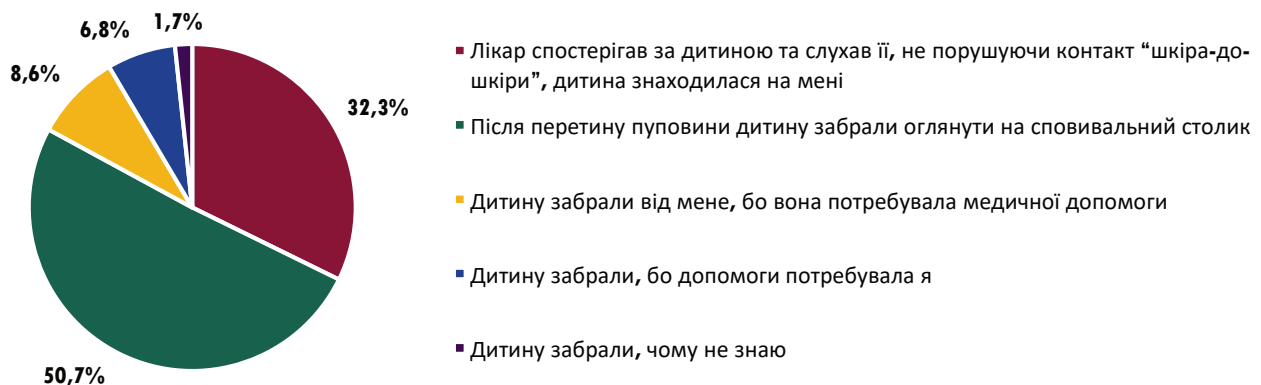 6,8%
1,7%
8,6%
32,3%
50,7%
Лікар спостерігав за дитиною та слухав її, не порушуючи контакт “шкіра-до-
шкіри”, дитина знаходилася на мені
Після перетину пуповини дитину забрали оглянути на сповивальний столик
Дитину забрали від мене, бо вона потребувала медичної допомоги
Дитину забрали, бо допомоги потребувала я
Дитину забрали, чому не знаю